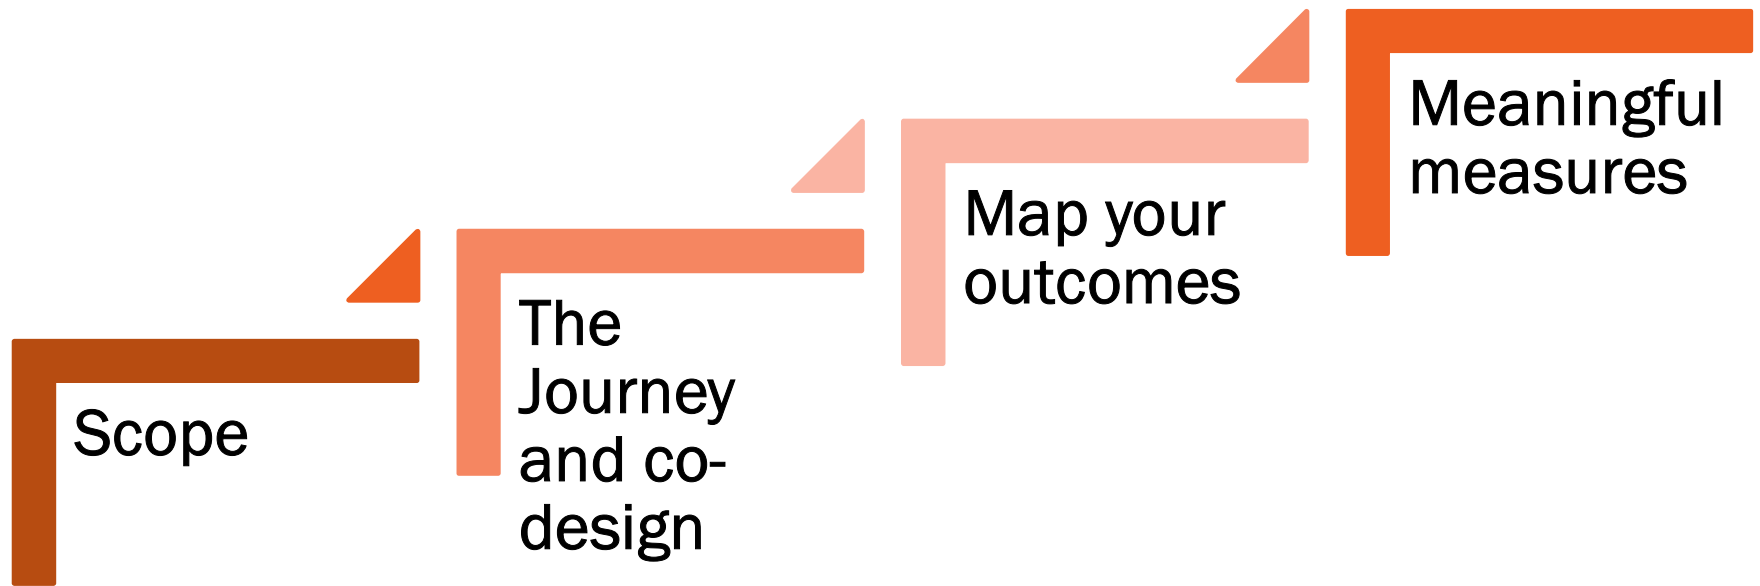 Scope
The
Journey
and co-
design
Map your
outcomes
Meaningful
measures